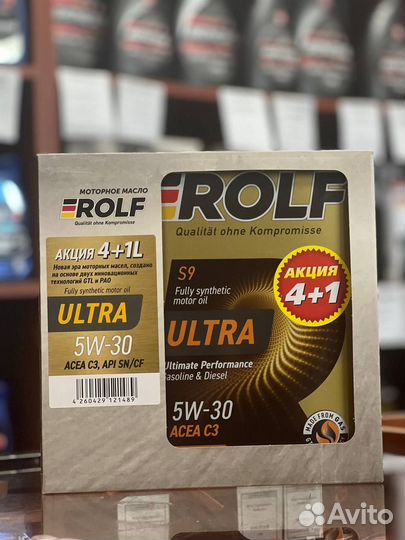 МОТОРНОЕ МАСЛО
ROLF
Qualität ohne Kompromisse
АКЦИЯ 4+1L
Новая эра моторных масел, создано
на основе двух инновационных
технологий GTL и PAO
Fully synthetic motor oil
ULTRA
5W-30
ACEA C3, API SN/CF
4 260429 121489
ROLF
Qualität ohne Kompromisse
S9
Fully synthetic
motor oil
АКЦИЯ
4+1
ULTRA
Ultimate Performance
Gasoline & Diesel
5W-30
ACEA C3
MADE FROM GAS
Avito